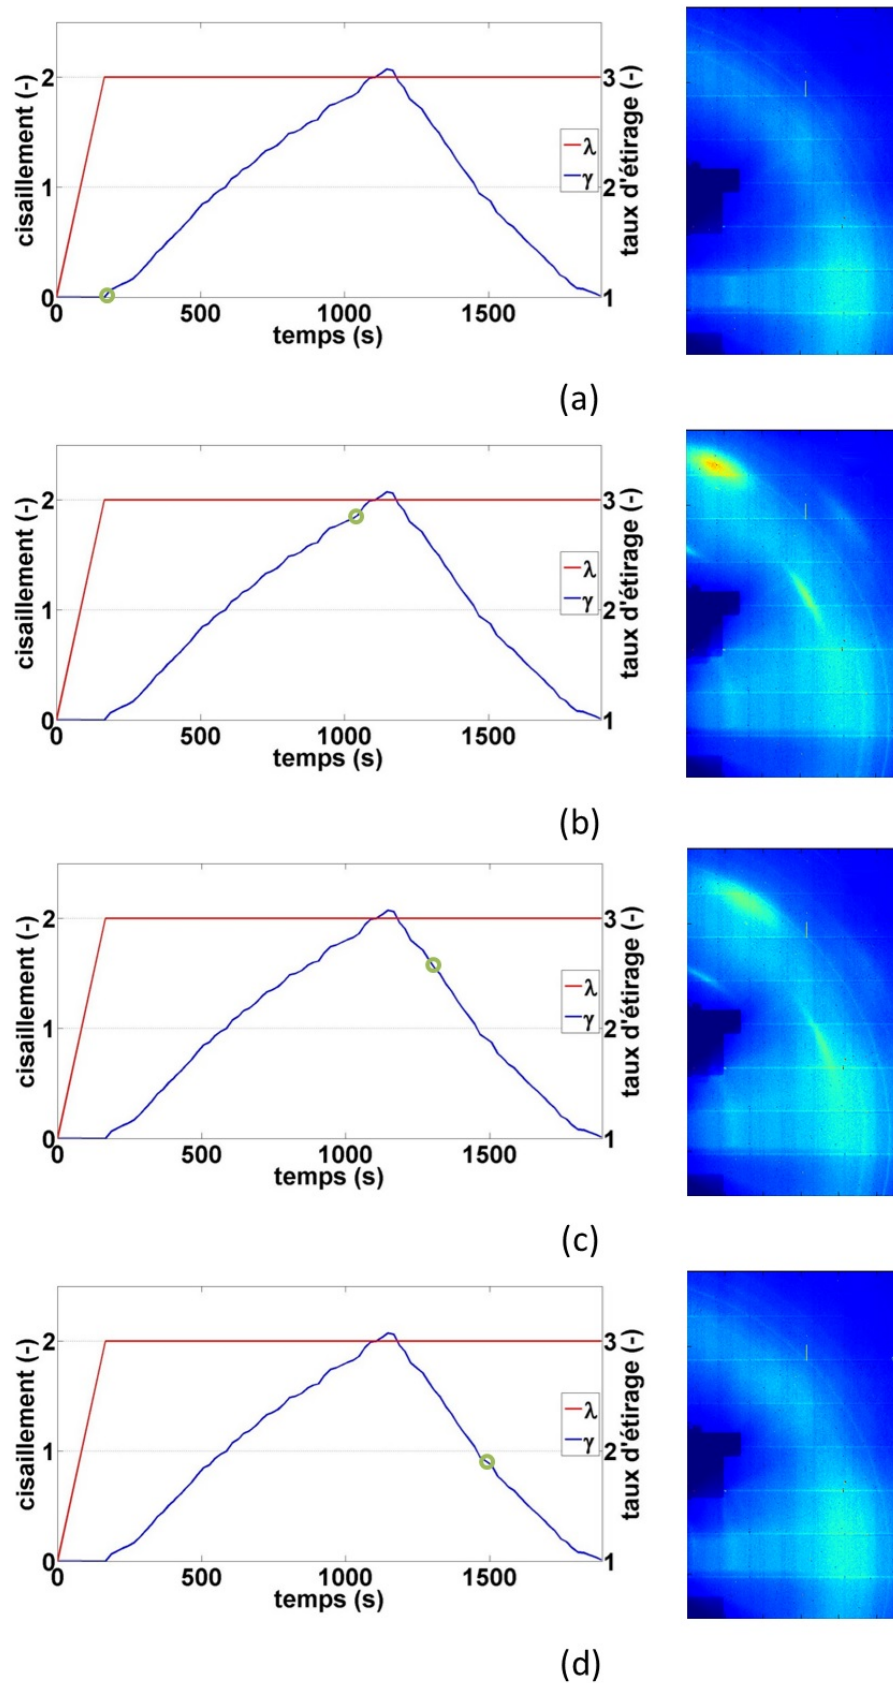 cisaillement (-)
2
1
0
3
2
1
taux d'étirage (-)
λ
γ
0 500 1000 1500
temps (s)
(a)
cisaillement (-)
2
1
0
3
2
1
taux d'étirage (-)
λ
γ
0 500 1000 1500
temps (s)
(b)
cisaillement (-)
2
1
0
3
2
1
taux d'étirage (-)
λ
γ
0 500 1000 1500
temps (s)
(c)
cisaillement (-)
2
1
0
3
2
1
taux d'étirage (-)
λ
γ
0 500 1000 1500
temps (s)
(d)